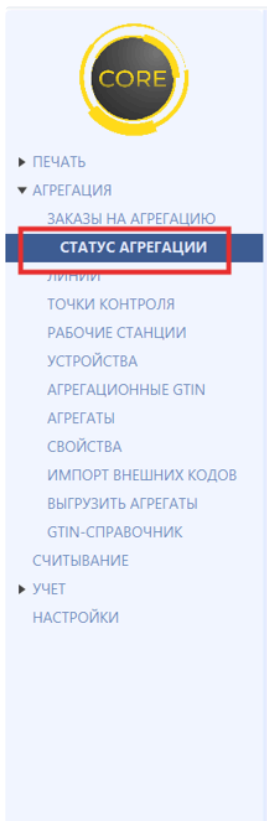 CORE
ПЕЧАТЬ
АГРЕГАЦИЯ
ЗАКАЗЫ НА АГРЕГАЦИЮ
СТАТУС АГРЕГАЦИИ
ЛИНИИ
ТОЧКИ КОНТРОЛЯ
РАБОЧИЕ СТАНЦИИ
УСТРОЙСТВА
АГРЕГАЦИОННЫЕ GTIN
АГРЕГАТЫ
СВОЙСТВА
ИМПОРТ ВНЕШНИХ КОДОВ
ВЫГРУЗИТЬ АГРЕГАТЫ
GTIN-СПРАВОЧНИК
СЧИТЫВАНИЕ
УЧЕТ
НАСТРОЙКИ